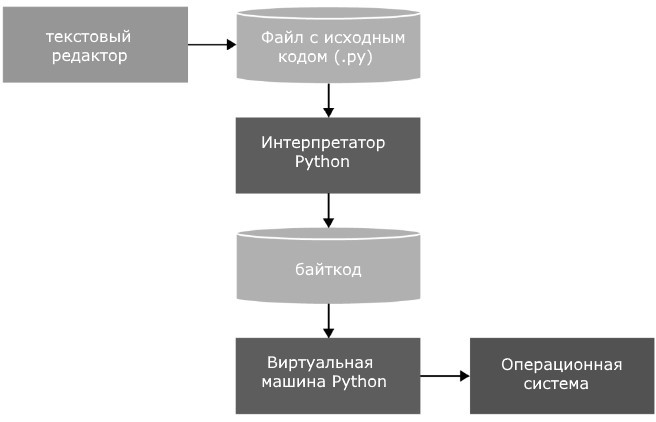 текстовый
редактор
Файл с исходным
кодом (.py)
Интерпретатор
Python
байткод
Виртуальная
машина Python
Операционная
система